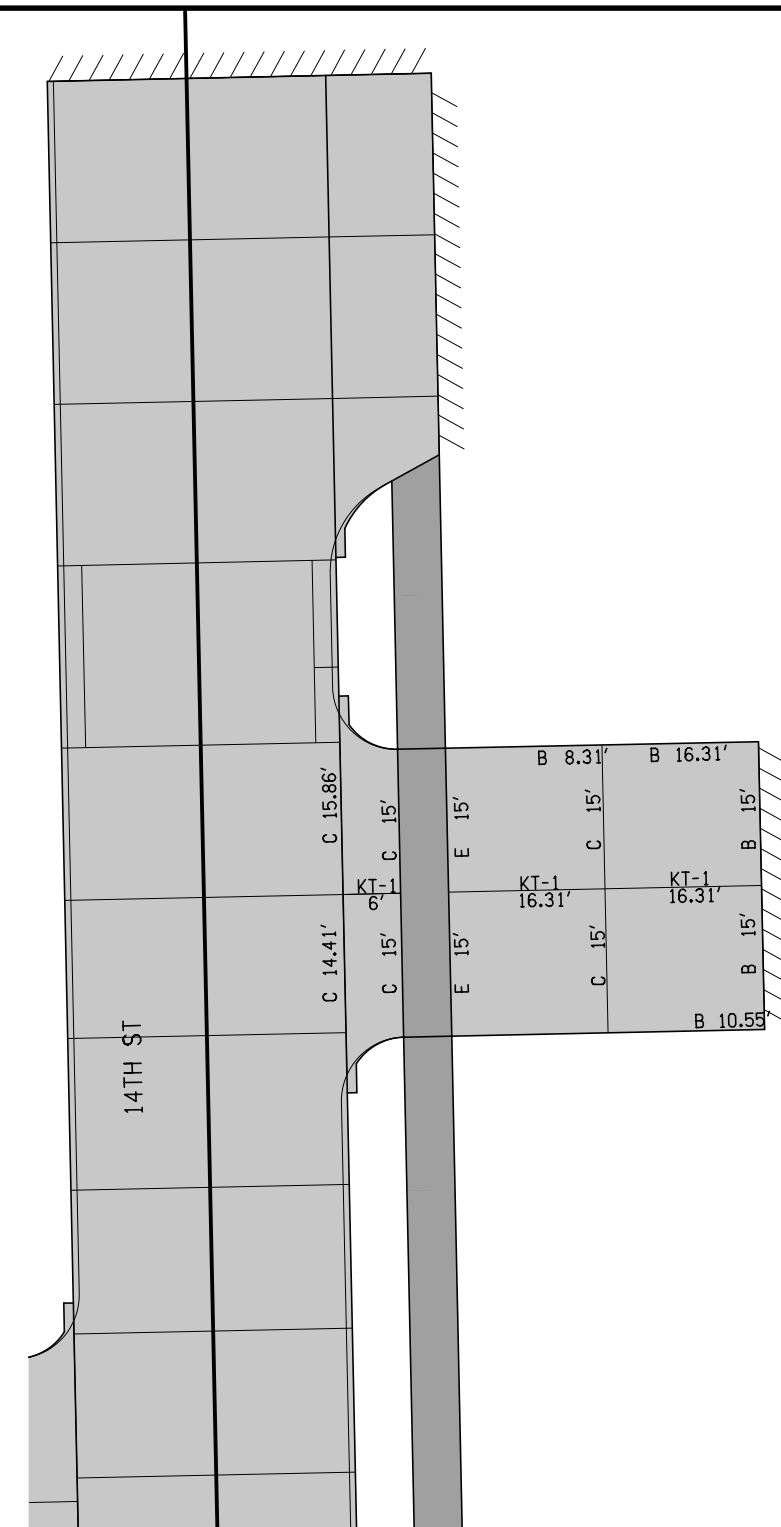 B 8.31′
B 16.31′
C 15.86′
C 15′
E 15′
C 15′
B 15′
KT-1
6′
KT-1
16.31′
KT-1
16.31′
C 14.41′
C 15′
E 15′
C 15′
B 15′
B 10.55′
14TH ST